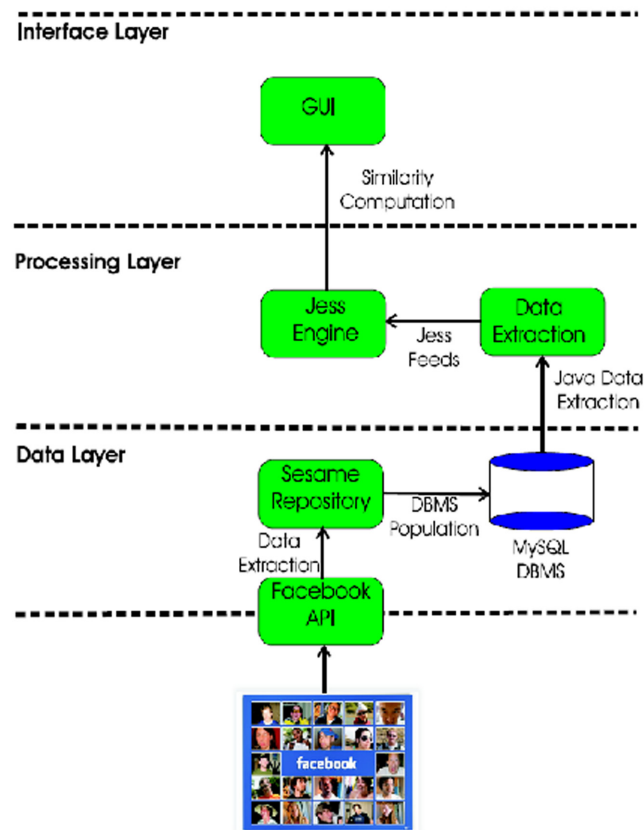 Interface Layer
GUI
Similarity
Computation
Processing Layer
Jess
Engine
Jess
Feeds
Data
Extraction
Java Data
Extraction
Data Layer
Sesame
Repository
DBMS
Population
MySQL
DBMS
Data
Extraction
Facebook
API
facebook